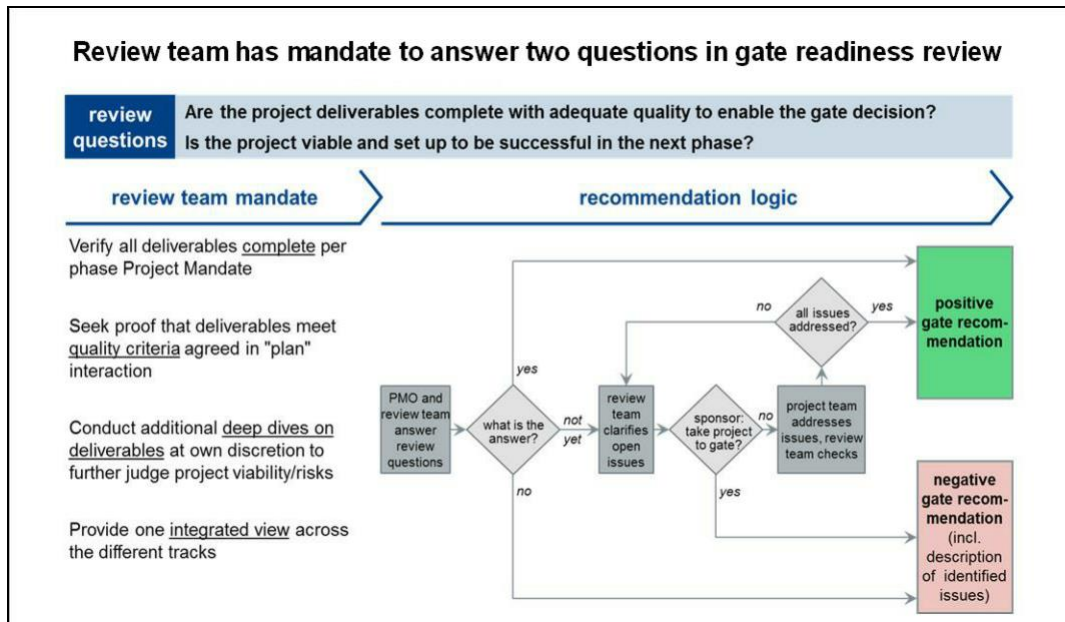 Review team has mandate to answer two questions in gate readiness review
review
questions
Are the project deliverables complete with adequate quality to enable the gate decision?
Is the project viable and set up to be successful in the next phase?
review team mandate
recommendation logic
Verify all deliverables complete per
phase Project Mandate
Seek proof that deliverables meet
quality criteria agreed in "plan"
interaction
Conduct additional deep dives on
deliverables at own discretion to
further judge project viability/risks
Provide one integrated view across
the different tracks
PMO and
review team
answer
review
questions
what is the
answer?
yes
not
yet
no
review
team
clarifies
open
issues
sponsor:
take project
to gate?
no
yes
project team
addresses
issues, review
team checks
all issues
addressed?
no
yes
positive
gate recom-
mendation
negative
gate recom-
mendation
(incl.
description
of identified
issues)